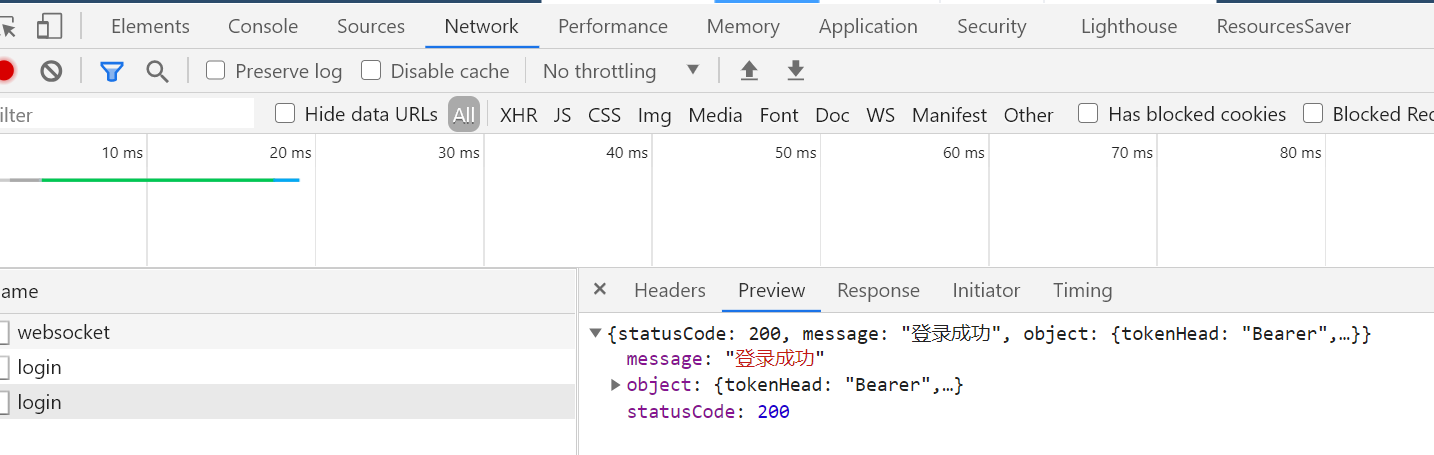 Elements Console Sources Network Performance Memory Application Security Lighthouse ResourcesSaver
Preserve log Disable cache No throttling
ilter Hide data URLs All XHR JS CSS Img Media Font Doc WS Manifest Other Has blocked cookies Blocked Rec
10 ms 20 ms 30 ms 40 ms 50 ms 60 ms 70 ms 80 ms
ame
websocket
login
login
× Headers Preview Response Initiator Timing
{statusCode: 200, message: "登录成功", object: {tokenHead: "Bearer",…}}
message: "登录成功"
object: {tokenHead: "Bearer",…}
statusCode: 200